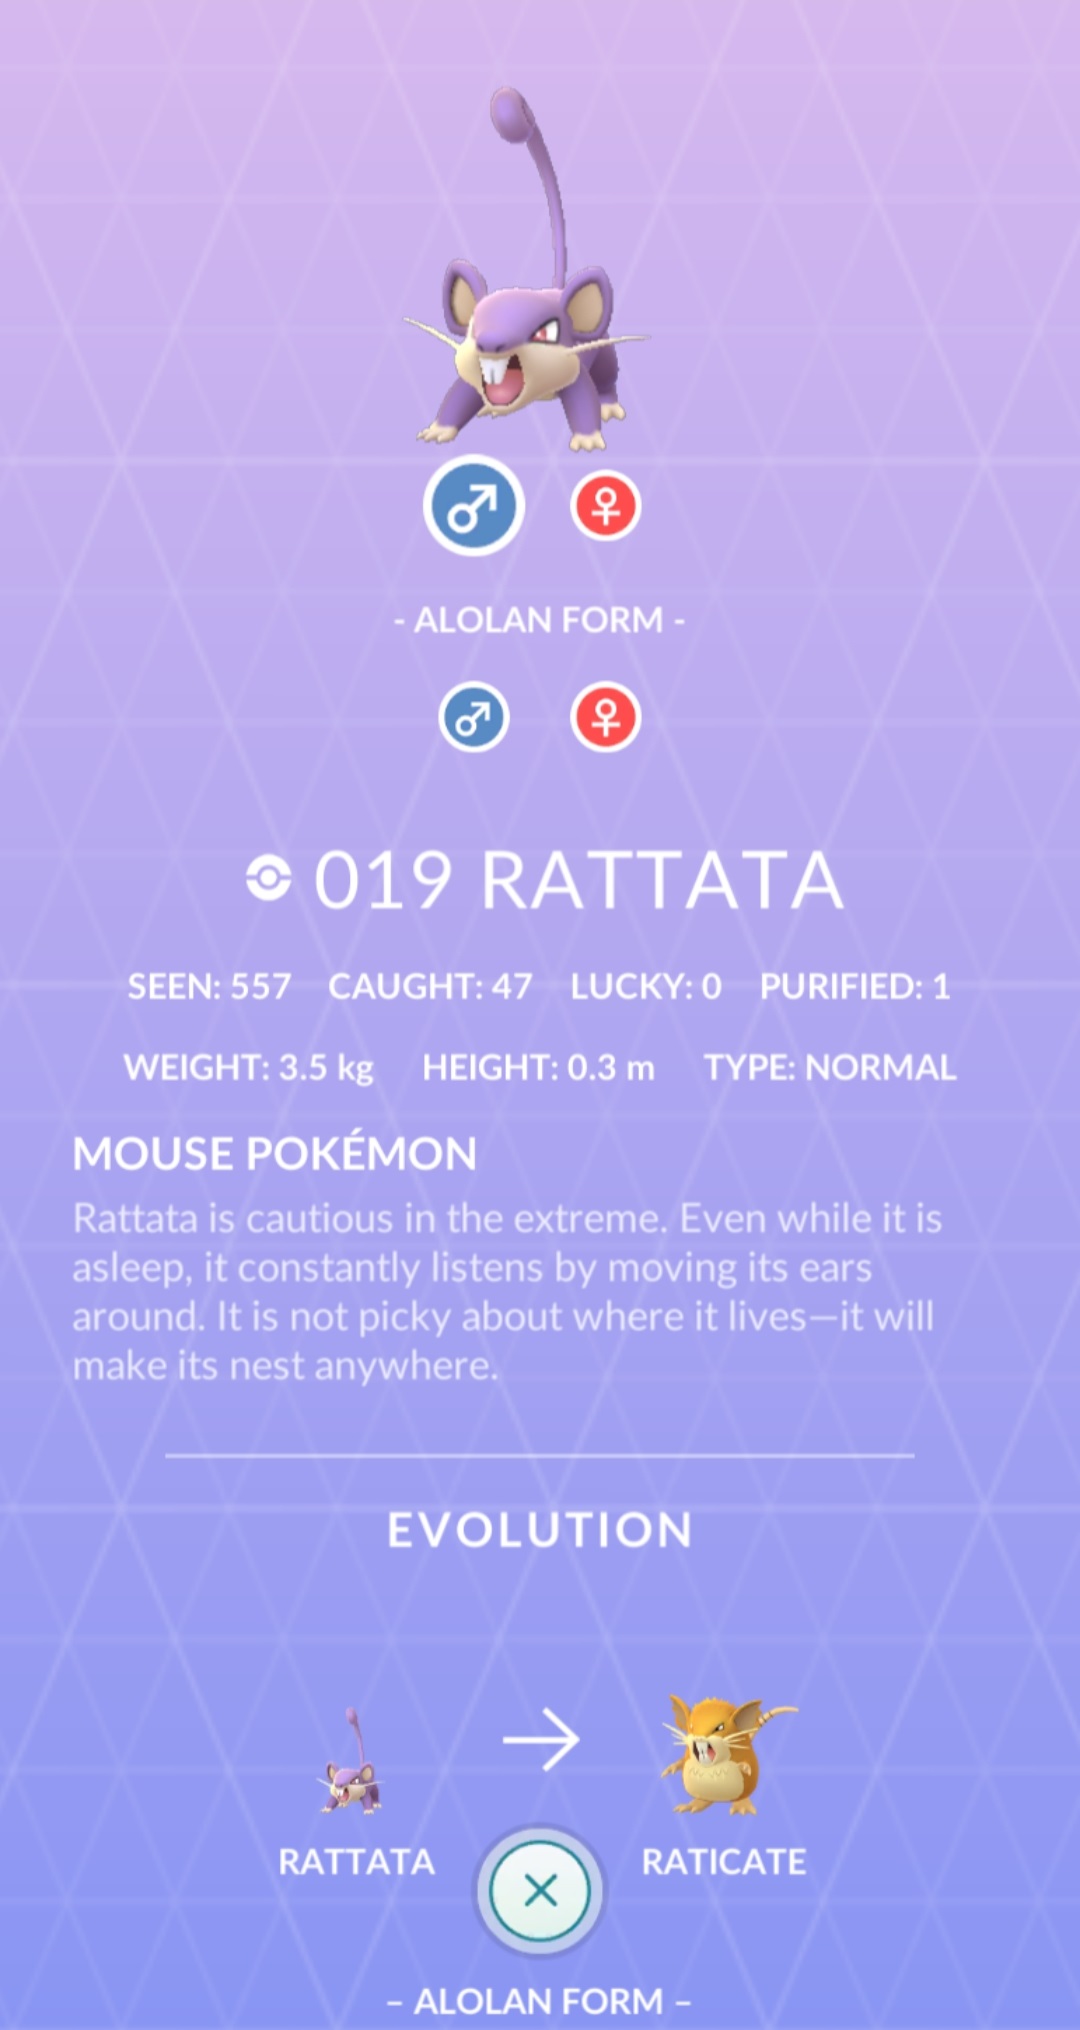 - ALOLAN FORM -
019 RATTATA
SEEN: 557 CAUGHT: 47 LUCKY: 0 PURIFIED: 1
WEIGHT: 3.5 kg HEIGHT: 0.3 m TYPE: NORMAL
MOUSE POKÉMON
Rattata is cautious in the extreme. Even while it is
asleep, it constantly listens by moving its ears
around. It is not picky about where it lives—it will
make its nest anywhere.
EVOLUTION
RATTATA RATICATE
– ALOLAN FORM –